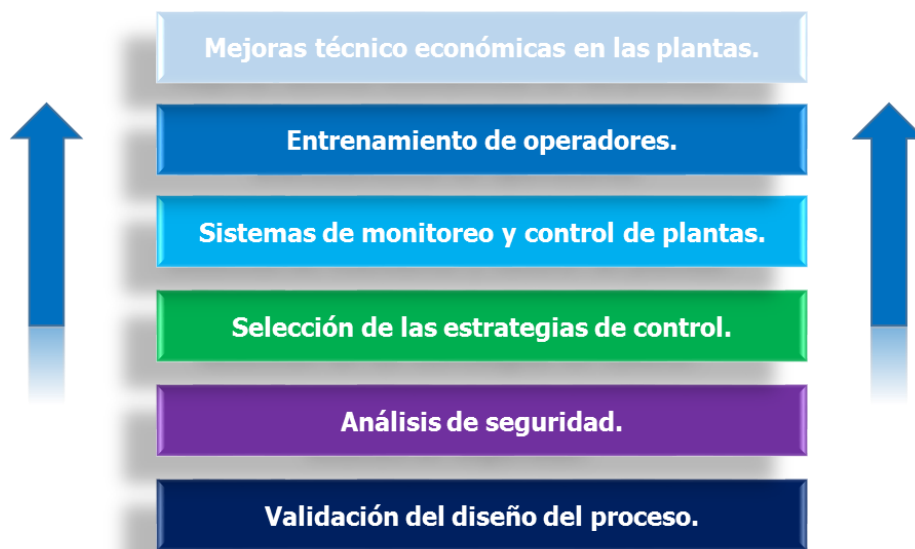 Mejoras técnico económicas en las plantas.
Entrenamiento de operadores.
Sistemas de monitoreo y control de plantas.
Selección de las estrategias de control.
Análisis de seguridad.
Validación del diseño del proceso.